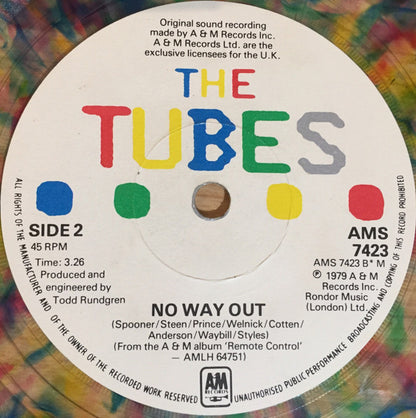 Original sound recording
made by A & M Records Inc.
A & M Records Ltd. are the
exclusive licensees for the U.K.
THE
TUBES
SIDE 2
45 RPM
Time: 3.26
Produced and
engineered by
Todd Rundgren
AMS
7423
AMS 7423 B* M
℗ 1979 A & M
Records Inc.
Rondor Music
(London) Ltd.
NO WAY OUT
(Spooner/Steen/Prince/Welnick/Cotten/
Anderson/Waybill/Styles)
(From the A & M album 'Remote Control'
– AMLH 64751)
AM
RECORDS
ALL RIGHTS OF THE MANUFACTURER AND OF THE OWNER OF THE RECORDED WORK RESERVED UNAUTHORISED PUBLIC PERFORMANCE BROADCASTING AND COPYING OF THIS RECORD PROHIBITED